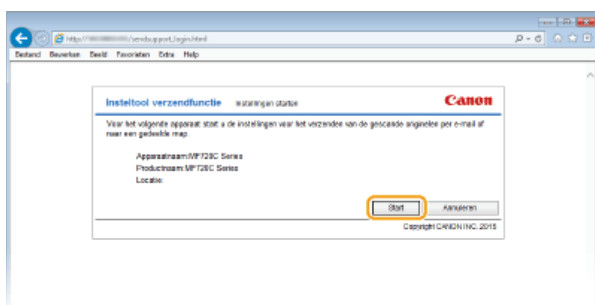 http://
/sendsupport_login.html
Bestand Bewerken Beeld Favorieten Extra Help
Insteltool verzendfunctie Instellingen starten Canon
Voor het volgende apparaat start u de instellingen voor het verzenden van de gescande originelen per e-mail of
naar een gedeelde map.
Apparaatnaam:MF720C Series
Productnaam:MF720C Series
Locatie:
Start Annuleren
Copyright CANON INC. 2015